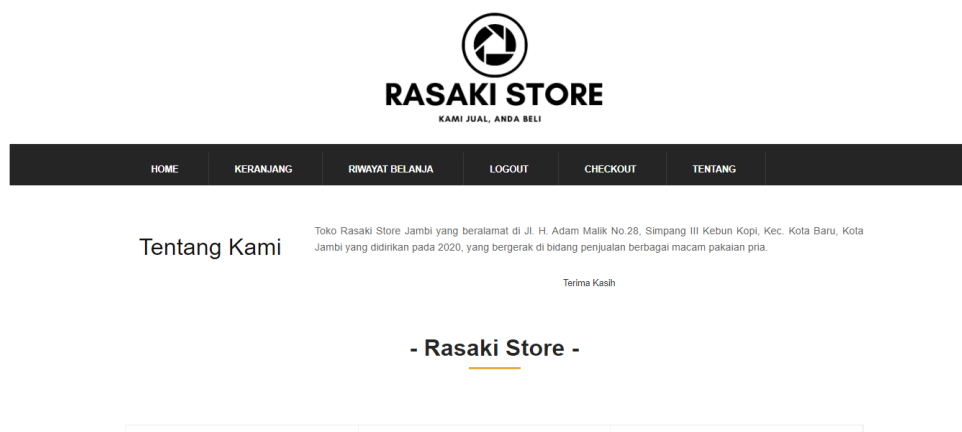 RASAKI STORE
KAMI JUAL, ANDA BELI
HOME KERANJANG RIWAYAT BELANJA LOGOUT CHECKOUT TENTANG
Tentang Kami
Toko Rasaki Store Jambi yang beralamat di Jl. H. Adam Malik No.28, Simpang III Kebun Kopi, Kec. Kota Baru, Kota
Jambi yang didirikan pada 2020, yang bergerak di bidang penjualan berbagai macam pakaian pria.
Terima Kasih
- Rasaki Store -